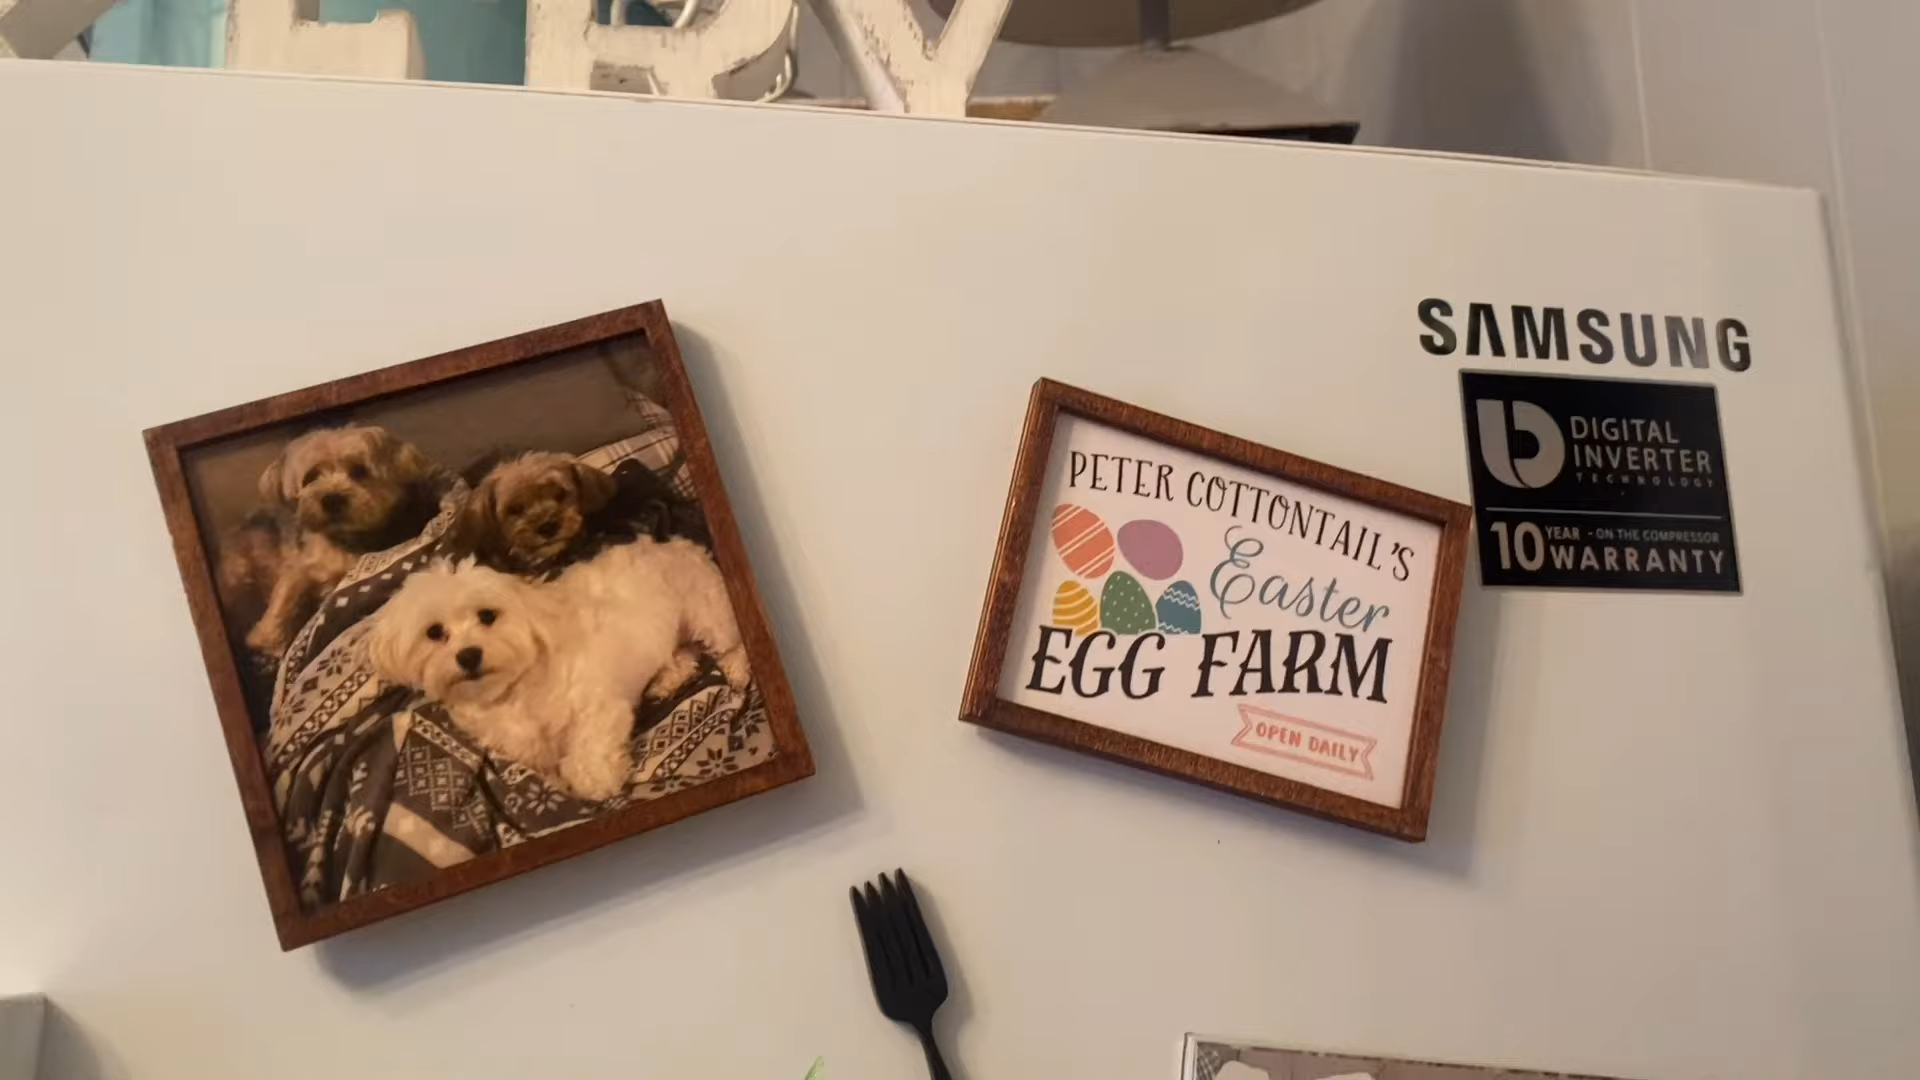 PETER COTTONTAIL'S
Easter
EGG FARM
OPEN DAILY
SAMSUNG
DIGITAL
INVERTER
TECHNOLOGY
10 YEAR - ON THE COMPRESSOR
WARRANTY